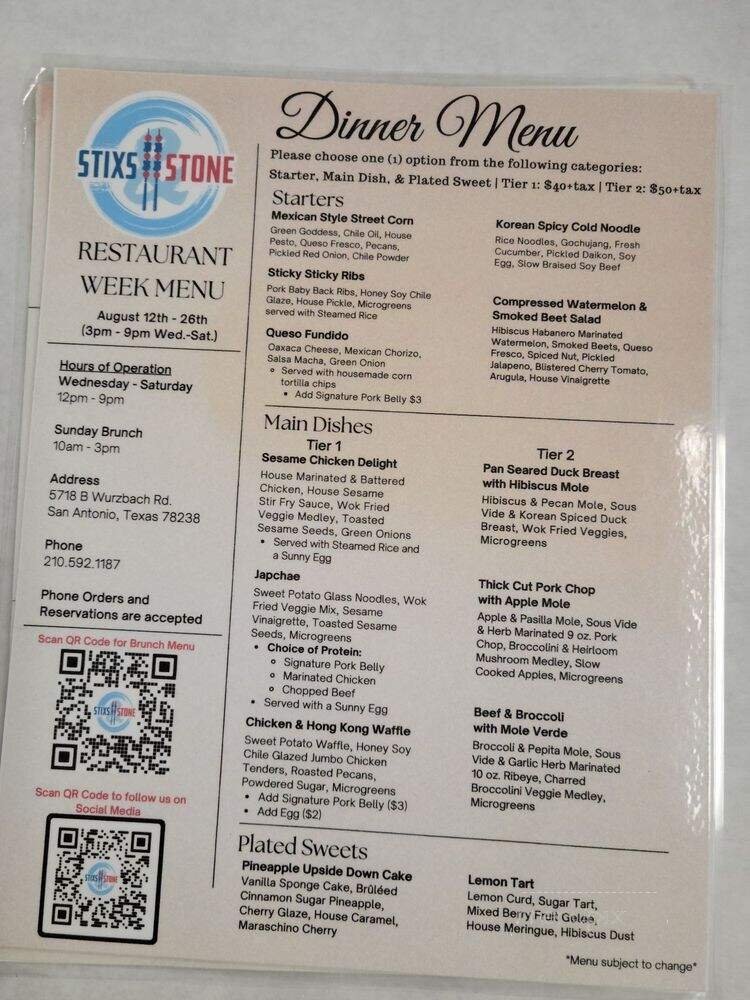 STIXS & STONE
RESTAURANT
WEEK MENU
August 12th - 26th
(3pm - 9pm Wed.-Sat.)
Hours of Operation
Wednesday - Saturday
12pm - 9pm
Sunday Brunch
10am - 3pm
Address
5718 B Wurzbach Rd.
San Antonio, Texas 78238
Phone
210.592.1187
Phone Orders and
Reservations are accepted
Scan QR Code for Brunch Menu
STIXS STONE
Scan QR Code to follow us on
Social Media
STIXS STONE
Dinner Menu
Please choose one (1) option from the following categories:
Starter, Main Dish, & Plated Sweet | Tier 1: $40+tax | Tier 2: $50+tax
Starters
Mexican Style Street Corn
Green Goddess, Chile Oil, House
Pesto, Queso Fresco, Pecans,
Pickled Red Onion, Chile Powder
Sticky Sticky Ribs
Pork Baby Back Ribs, Honey Soy Chile
Glaze, House Pickle, Microgreens
served with Steamed Rice
Queso Fundido
Oaxaca Cheese, Mexican Chorizo,
Salsa Macha, Green Onion
Served with housemade corn
tortilla chips
Add Signature Pork Belly $3
Korean Spicy Cold Noodle
Rice Noodles, Gochujang, Fresh
Cucumber, Pickled Daikon, Soy
Egg, Slow Braised Soy Beef
Compressed Watermelon &
Smoked Beet Salad
Hibiscus Habanero Marinated
Watermelon, Smoked Beets, Queso
Fresco, Spiced Nut, Pickled
Jalapeno, Blistered Cherry Tomato,
Arugula, House Vinaigrette
Main Dishes
Tier 1
Sesame Chicken Delight
House Marinated & Battered
Chicken, House Sesame
Stir Fry Sauce, Wok Fried
Veggie Medley, Toasted
Sesame Seeds, Green Onions
Served with Steamed Rice and
a Sunny Egg
Japchae
Sweet Potato Glass Noodles, Wok
Fried Veggie Mix, Sesame
Vinaigrette, Toasted Sesame
Seeds, Microgreens
Choice of Protein:
Signature Pork Belly
Marinated Chicken
Chopped Beef
Served with a Sunny Egg
Chicken & Hong Kong Waffle
Sweet Potato Waffle, Honey Soy
Chile Glazed Jumbo Chicken
Tenders, Roasted Pecans,
Powdered Sugar, Microgreens
Add Signature Pork Belly ($3)
Add Egg ($2)
Tier 2
Pan Seared Duck Breast
with Hibiscus Mole
Hibiscus & Pecan Mole, Sous
Vide & Korean Spiced Duck
Breast, Wok Fried Veggies,
Microgreens
Thick Cut Pork Chop
with Apple Mole
Apple & Pasilla Mole, Sous Vide
& Herb Marinated 9 oz. Pork
Chop, Broccolini & Heirloom
Mushroom Medley, Slow
Cooked Apples, Microgreens
Beef & Broccoli
with Mole Verde
Broccoli & Pepita Mole, Sous
Vide & Garlic Herb Marinated
10 oz. Ribeye, Charred
Broccolini Veggie Medley,
Microgreens
Plated Sweets
Pineapple Upside Down Cake
Vanilla Sponge Cake, Brûléed
Cinnamon Sugar Pineapple,
Cherry Glaze, House Caramel,
Maraschino Cherry
Lemon Tart
Lemon Curd, Sugar Tart,
Mixed Berry Fruit Gelee,
House Meringue, Hibiscus Dust
*Menu subject to change*